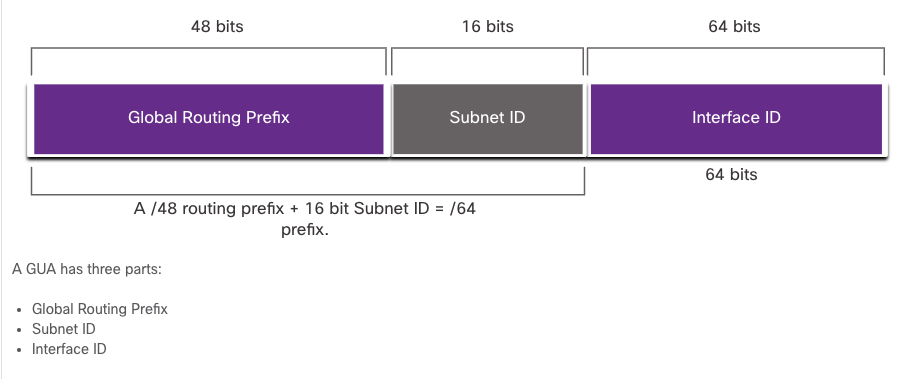 48 bits 16 bits 64 bits
Global Routing Prefix Subnet ID Interface ID
64 bits
A /48 routing prefix + 16 bit Subnet ID = /64
prefix.
A GUA has three parts:
• Global Routing Prefix
• Subnet ID
• Interface ID